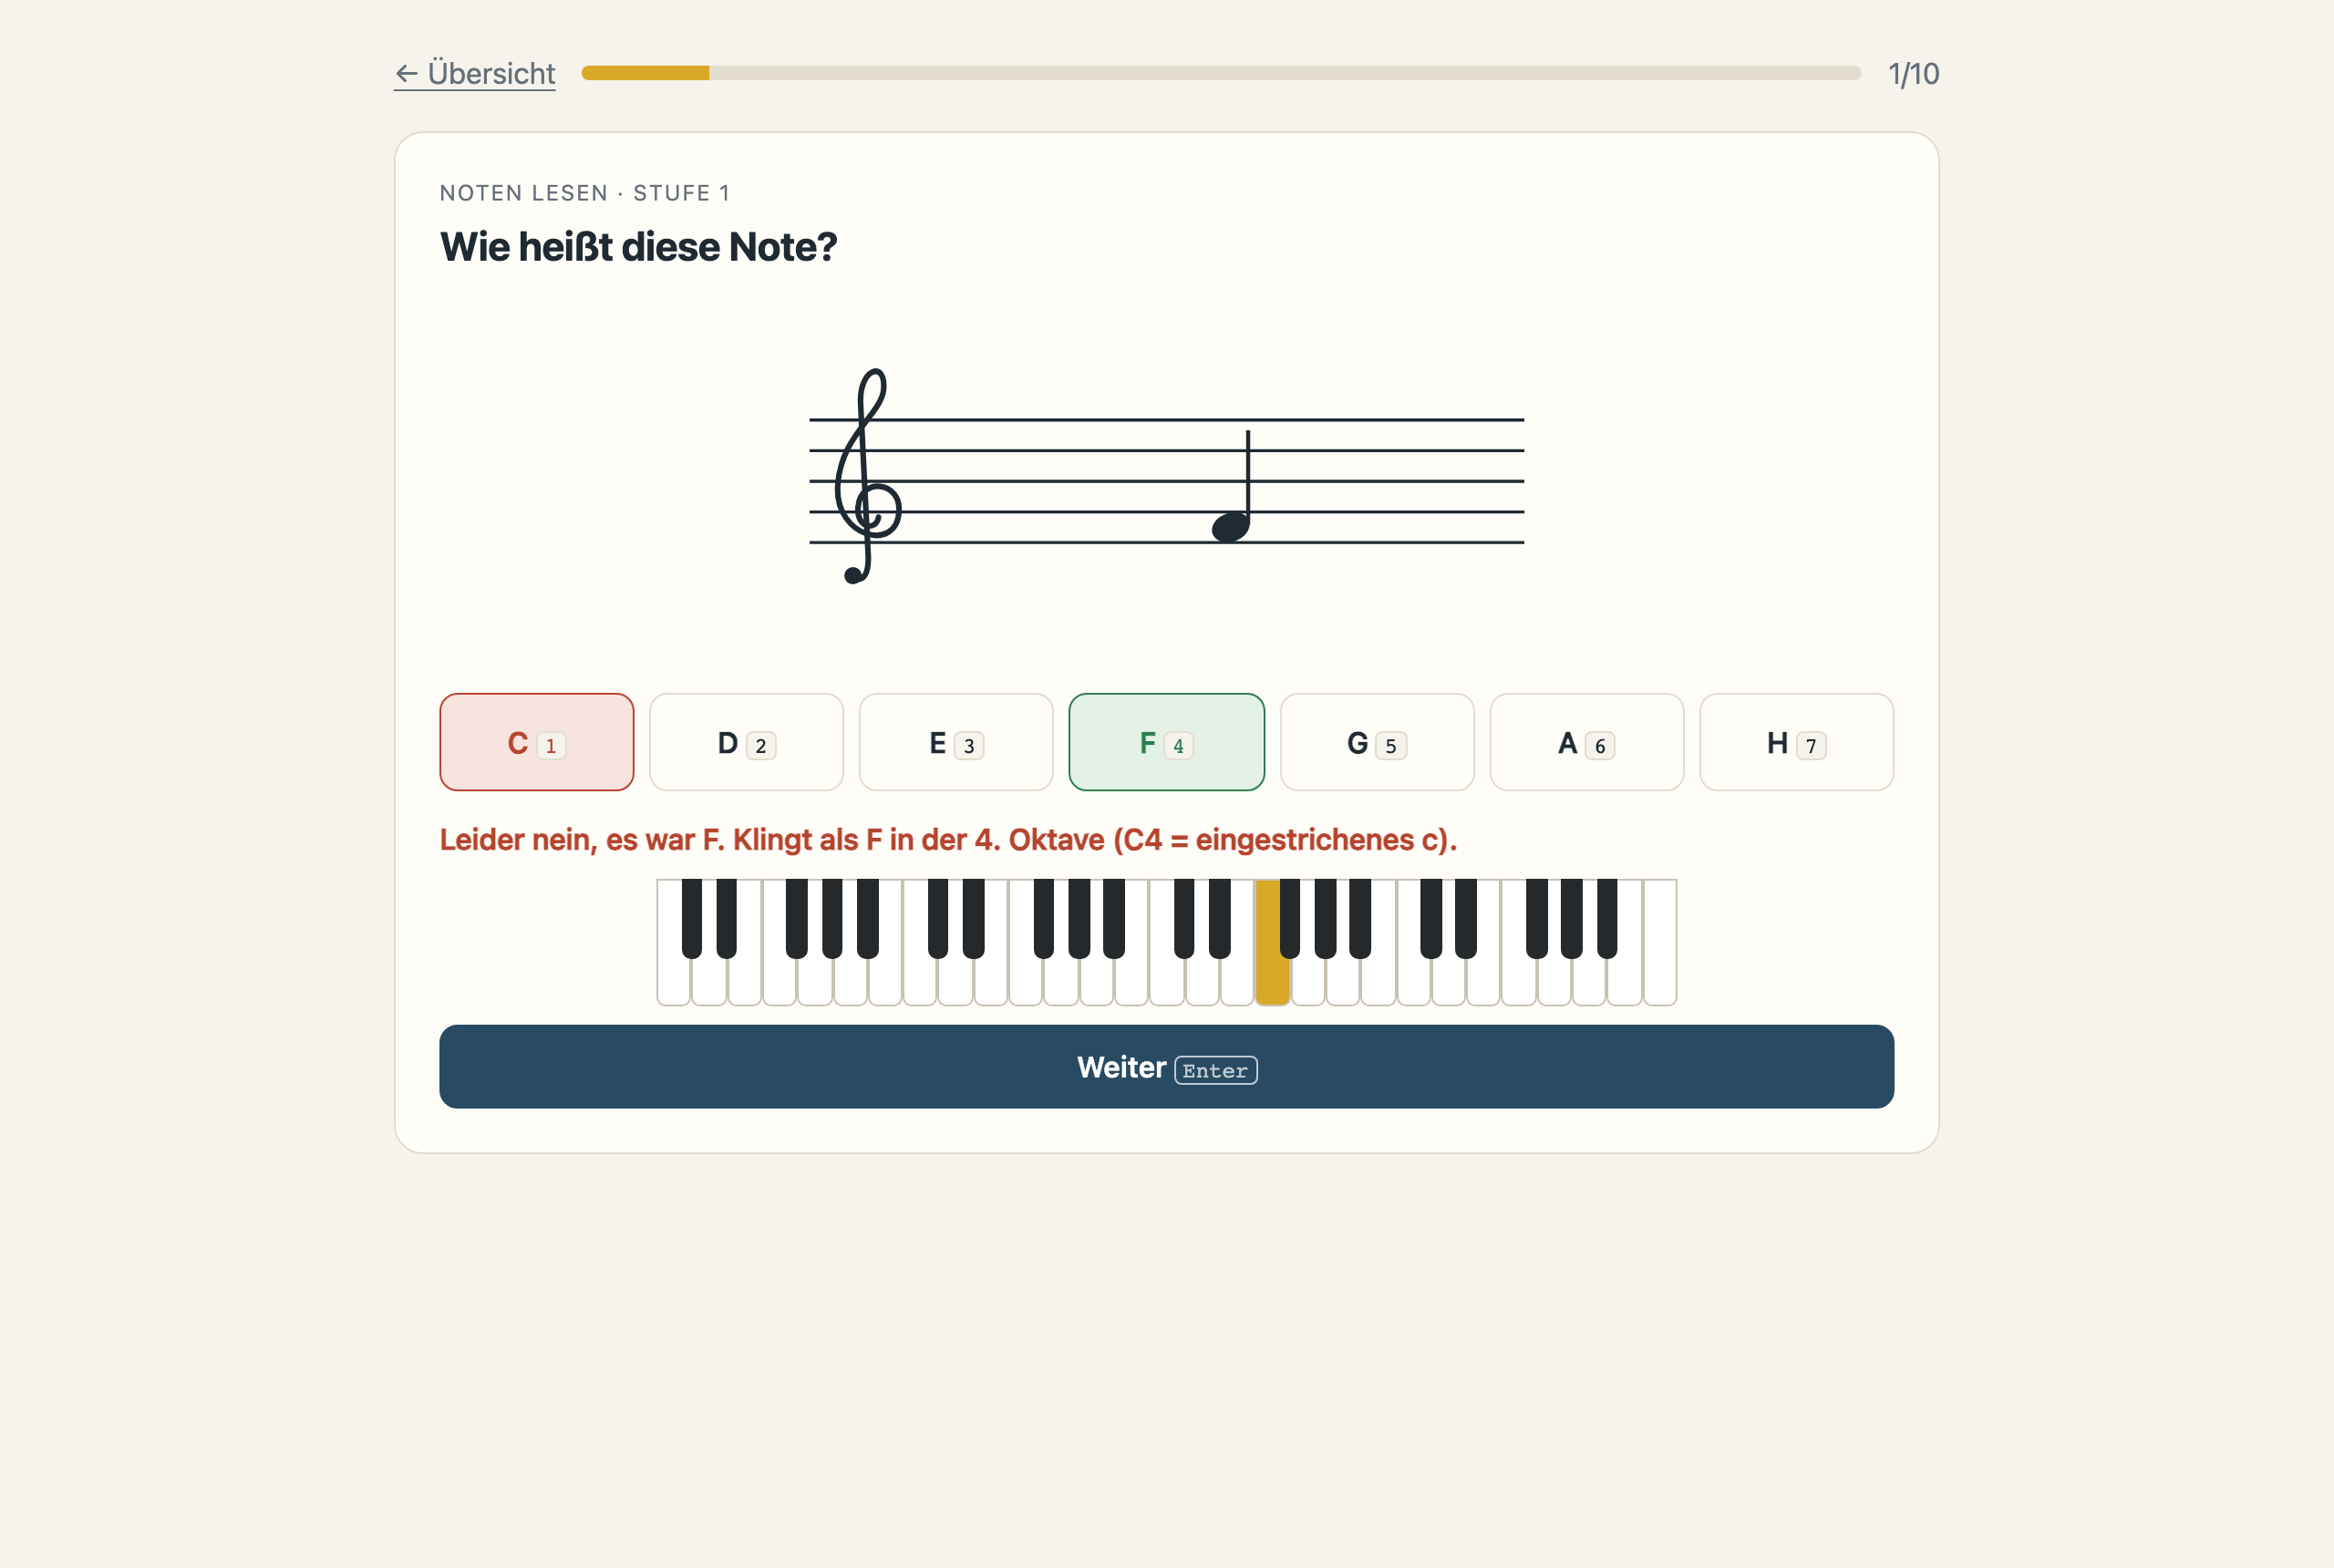 ← Übersicht
1/10
NOTEN LESEN · STUFE 1
Wie heißt diese Note?
C 1 D 2 E 3 F 4 G 5 A 6 H 7
Leider nein, es war F. Klingt als F in der 4. Oktave (C4 = eingestrichenes c).
Weiter Enter